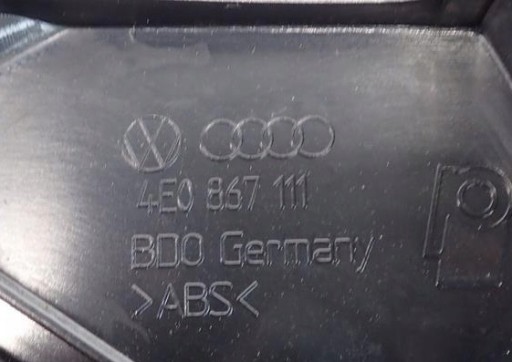 4E0 867 111
BDO Germany
>ABS<